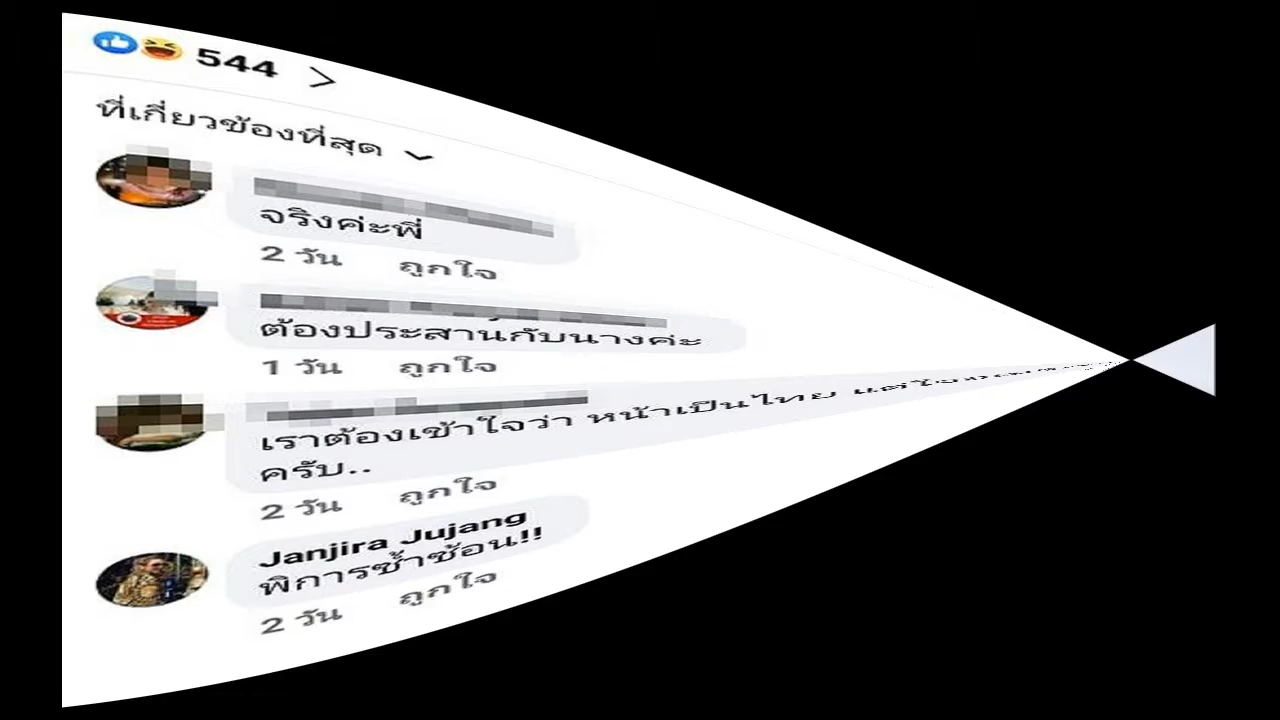 544
ที่เกี่ยวข้องที่สุด
จริงค่ะพี่
2 วัน ถูกใจ
ต้องประสานกับนางค่ะ
1 วัน ถูกใจ
เราต้องเข้าใจว่า หน้าเป็นไทย แต่ใจ
ครับ..
2 วัน ถูกใจ
Janjira Jujang
พิการซ้ำซ้อน!!
2 วัน ถูกใจ